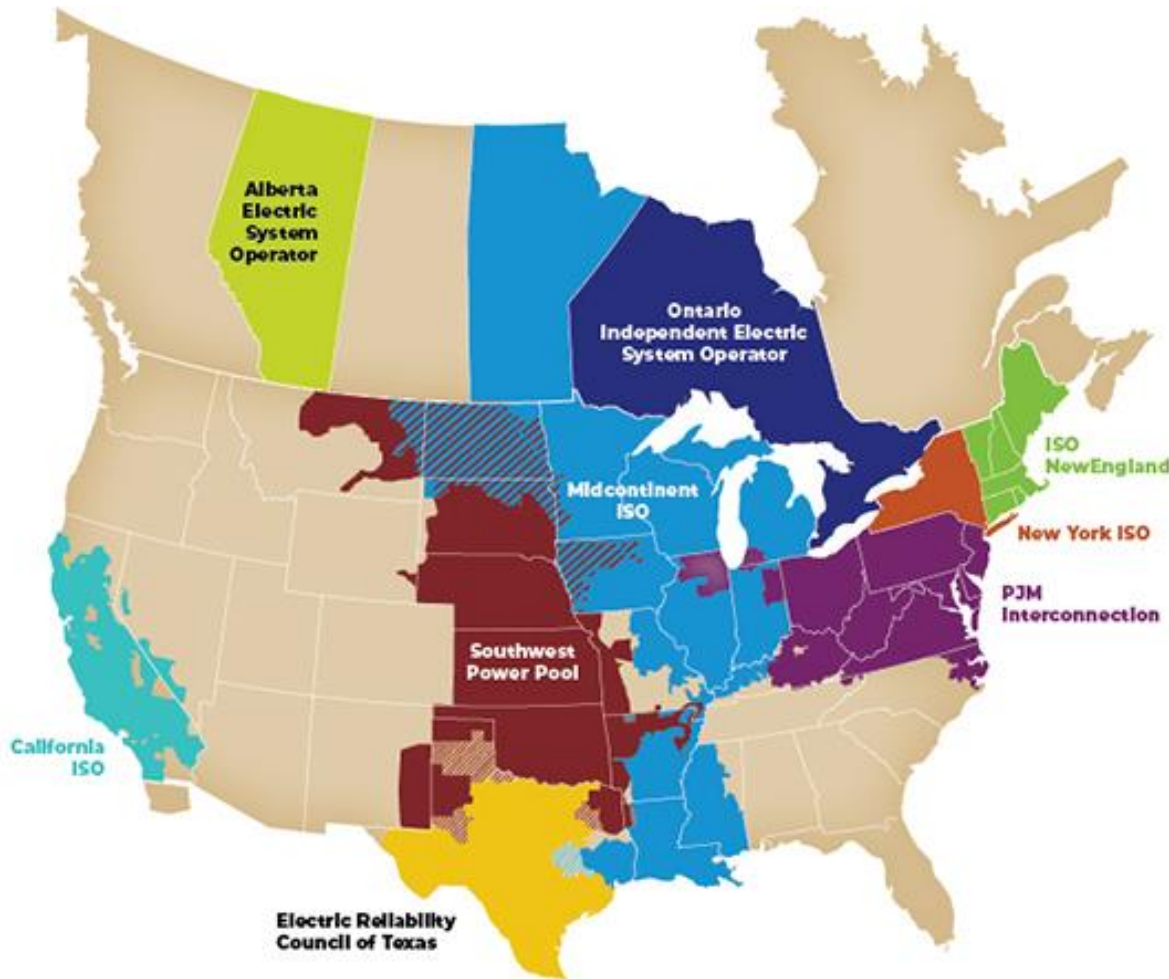 Alberta
Electric
System
Operator
Ontario
Independent Electric
System Operator
ISO
NewEngland
Midcontinent
ISO
New York ISO
PJM
Interconnection
Southwest
Power Pool
California
ISO
Electric Reliability
Council of Texas